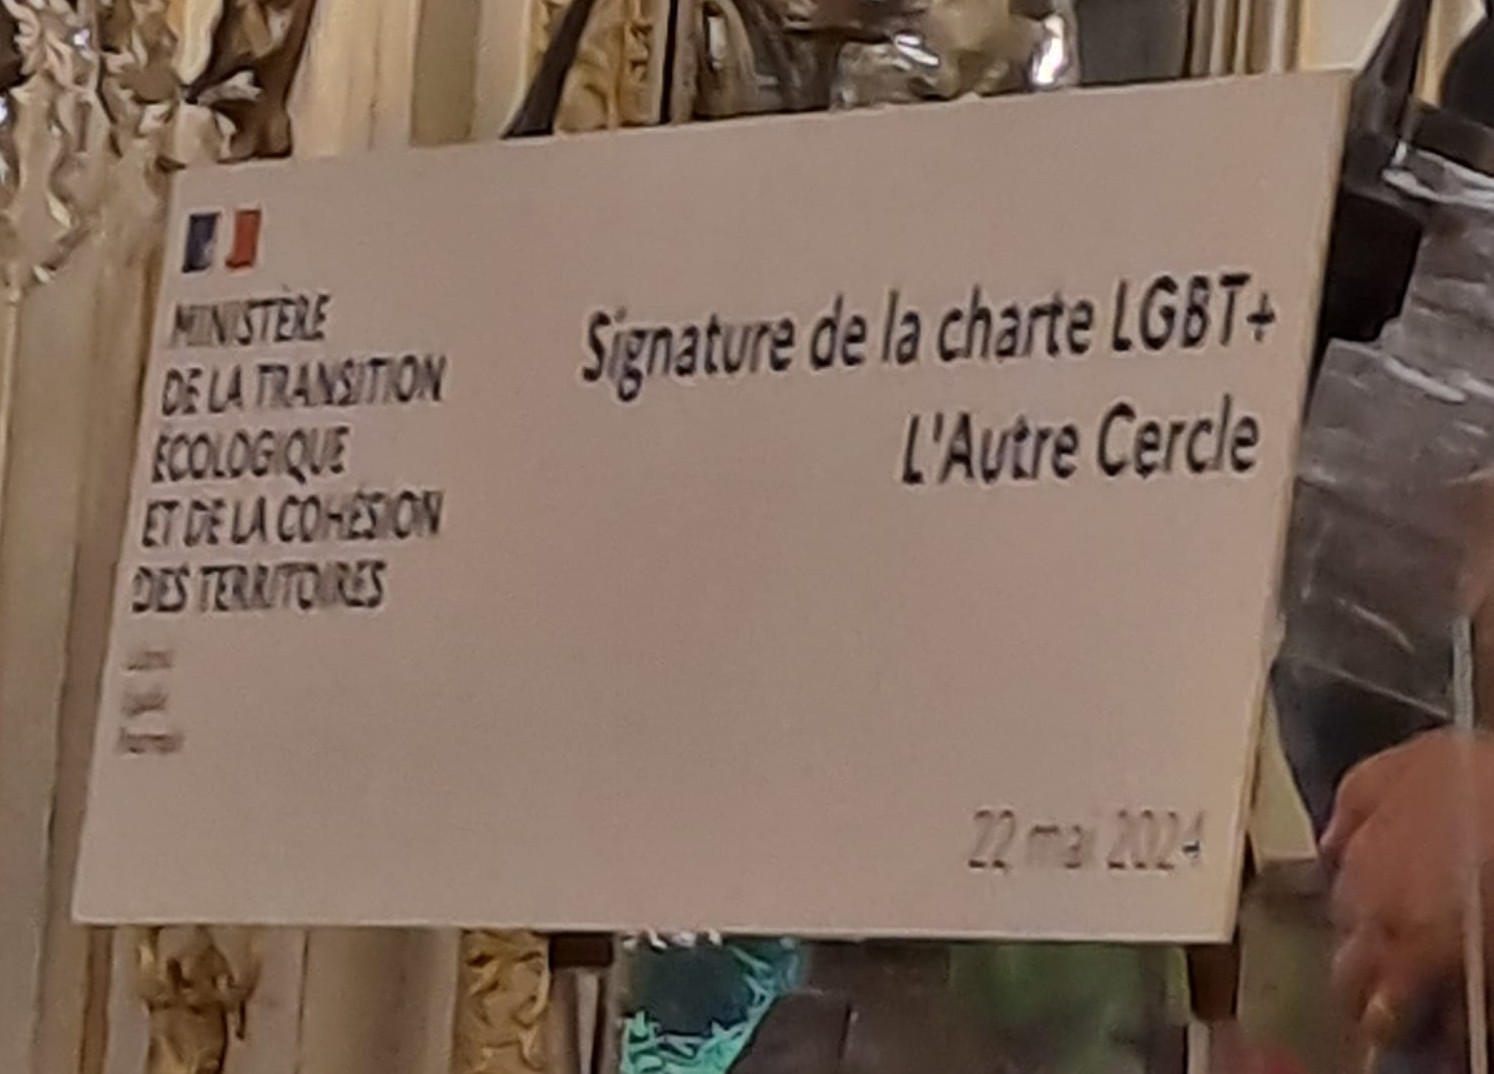 MINISTÈRE
DE LA TRANSITION
ÉCOLOGIQUE
ET DE LA COHÉSION
DES TERRITOIRES
Signature de la charte LGBT+
L'Autre Cercle
22 mai 2024